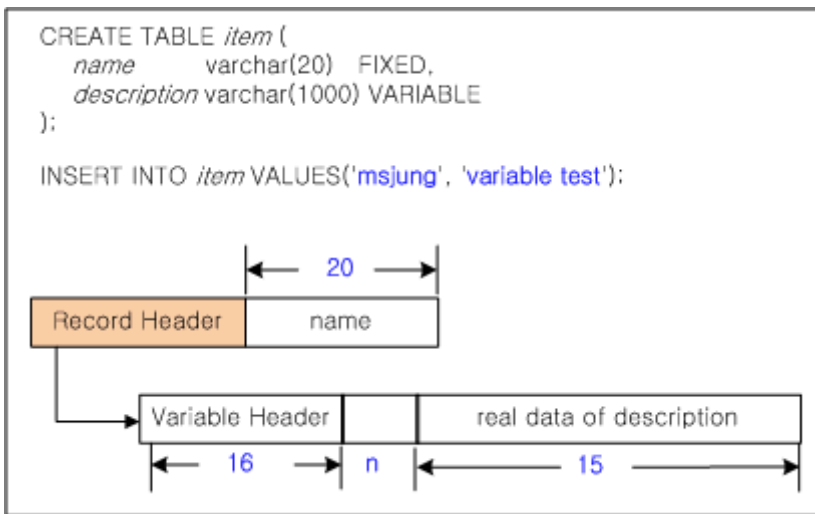 CREATE TABLE item (
name varchar(20) FIXED,
description varchar(1000) VARIABLE
);
INSERT INTO item VALUES('msjung', 'variable test');
20
Record Header name
Variable Header real data of description
16 n 15